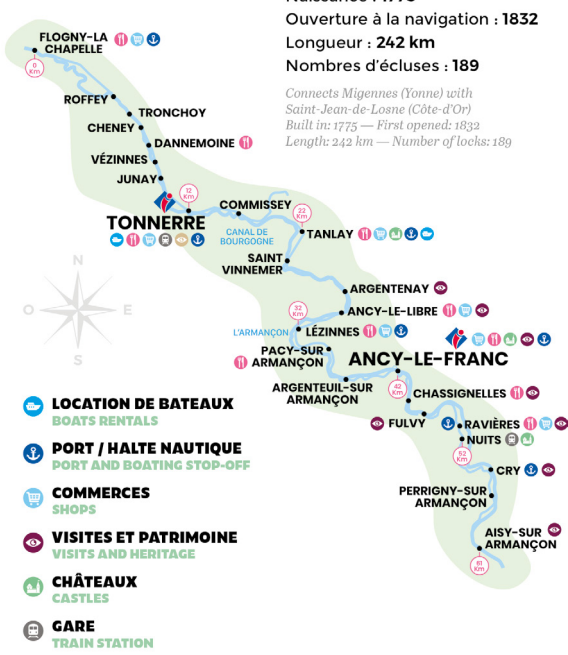 Naissance : 1775
Ouverture à la navigation : 1832
Longueur : 242 km
Nombres d'écluses : 189
Connects Migennes (Yonne) with
Saint-Jean-de-Losne (Côte-d'Or)
Built in: 1775 — First opened: 1832
Length: 242 km — Number of locks: 189
FLOGNY-LA
CHAPELLE
0
Km
ROFFEY
TRONCHOY
CHENEY
DANNEMOINE
VÉZINNES
JUNAY
12
Km
TONNERRE
COMMISSEY
22
Km
CANAL DE
BOURGOGNE
TANLAY
SAINT
VINNEMER
N
O
E
S
ARGENTENAY
32
Km
ANCY-LE-LIBRE
L'ARMANÇON
LÉZINNES
PACY-SUR
ARMANÇON
ANCY-LE-FRANC
ARGENTEUIL-SUR
ARMANÇON
42
Km
CHASSIGNELLES
FULVY
RAVIÈRES
NUITS
52
Km
CRY
PERRIGNY-SUR
ARMANÇON
AISY-SUR
ARMANÇON
61
Km
LOCATION DE BATEAUX
BOATS RENTALS
PORT / HALTE NAUTIQUE
PORT AND BOATING STOP-OFF
COMMERCES
SHOPS
VISITES ET PATRIMOINE
VISITS AND HERITAGE
CHÂTEAUX
CASTLES
GARE
TRAIN STATION